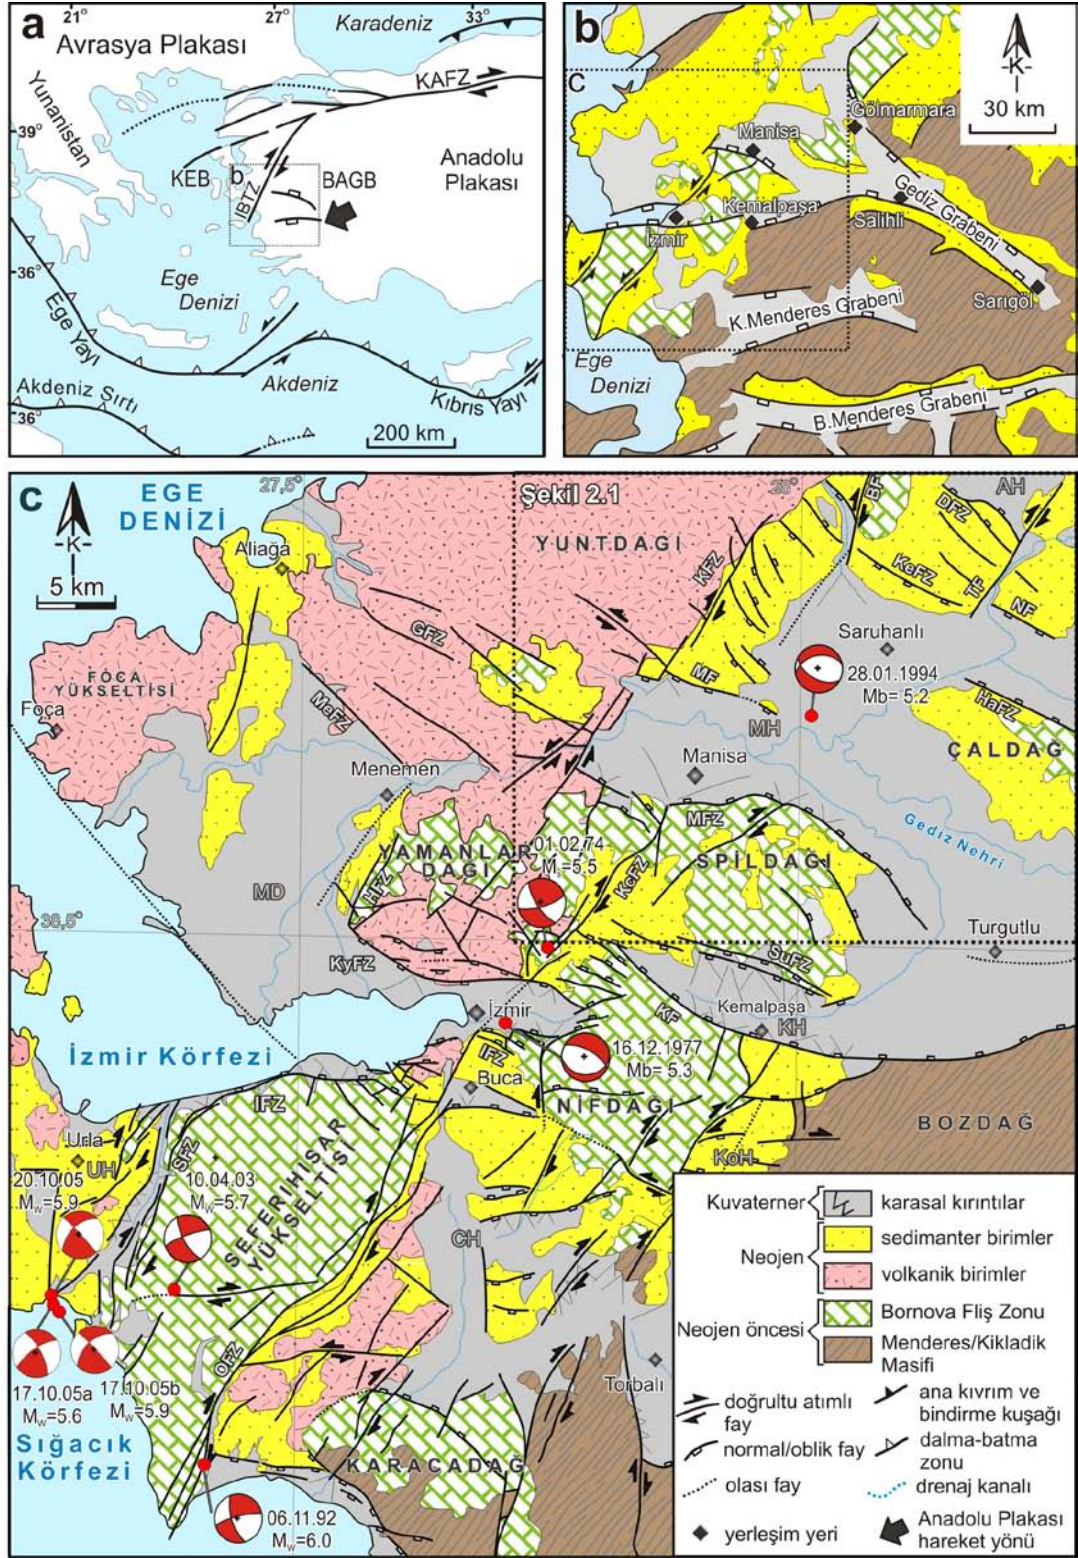 a
27°
33°
Karadeniz
Avrasya Plakası
KAFZ
Yunanistan
39°
KEB
b
BAGB
İBTZ
Anadolu
Plakası
36°
Ege
Denizi
Ege Yayı
Akdeniz
Akdeniz Sırtı
Kıbrıs Yayı
36°
200 km
b
c
K
30 km
Gölmarmara
Manisa
Gediz Grabeni
Kemalpaşa
İzmir
Salihli
Sarıgöl
K.Menderes Grabeni
Ege
Denizi
B.Menderes Grabeni
c
EGE
DENİZİ
27,5°
Şekil 2.1
28°
K
5 km
Aliağa
YUNTDAĞI
BF
DFZ
AH
KFZ
KeFZ
TF
NF
GFZ
Saruhanlı
FOÇA
YÜKSELTİSİ
Foça
MF
28.01.1994
Mb= 5.2
MeFZ
MH
HaFZ
ÇALDAĞ
Menemen
Manisa
Gediz Nehri
MFZ
YAMANLAR
DAĞI
01.02.74
M =5.5
SPİLDAĞI
HFZ
KcFZ
MD
38,5°
Turgutlu
KyFZ
SuFZ
İzmir
KF
Kemalpaşa
KH
İzmir Körfezi
İFZ
Buca
16.12.1977
Mb= 5.3
İFZ
NİFDAĞI
BOZDAĞ
Urla
UH
SFZ
KoH
20.10.05
Mw=5.9
10.04.03
Mw=5.7
SEFERİHİSAR
YÜKSELTİSİ
CH
OFZ
17.10.05a
Mw=5.6
17.10.05b
Mw=5.9
Torbalı
Sığacık
Körfezi
KARACADAĞ
06.11.92
Mw=6.0
Kuvaterner
karasal kırıntılar
Neojen
sedimanter birimler
volkanik birimler
Neojen öncesi
Bornova Fliş Zonu
Menderes/Kikladik
Masifi
doğrultu atımlı
fay
ana kıvrım ve
bindirme kuşağı
normal/oblik fay
dalma-batma
zonu
olası fay
drenaj kanalı
yerleşim yeri
Anadolu Plakası
hareket yönü